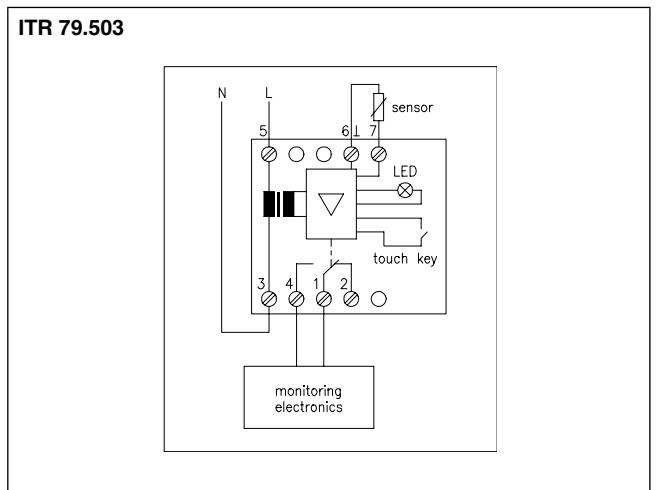 ITR 79.503
N L
5 6 ⊥ 7
sensor
LED
touch key
3 4 1 2
monitoring
electronics